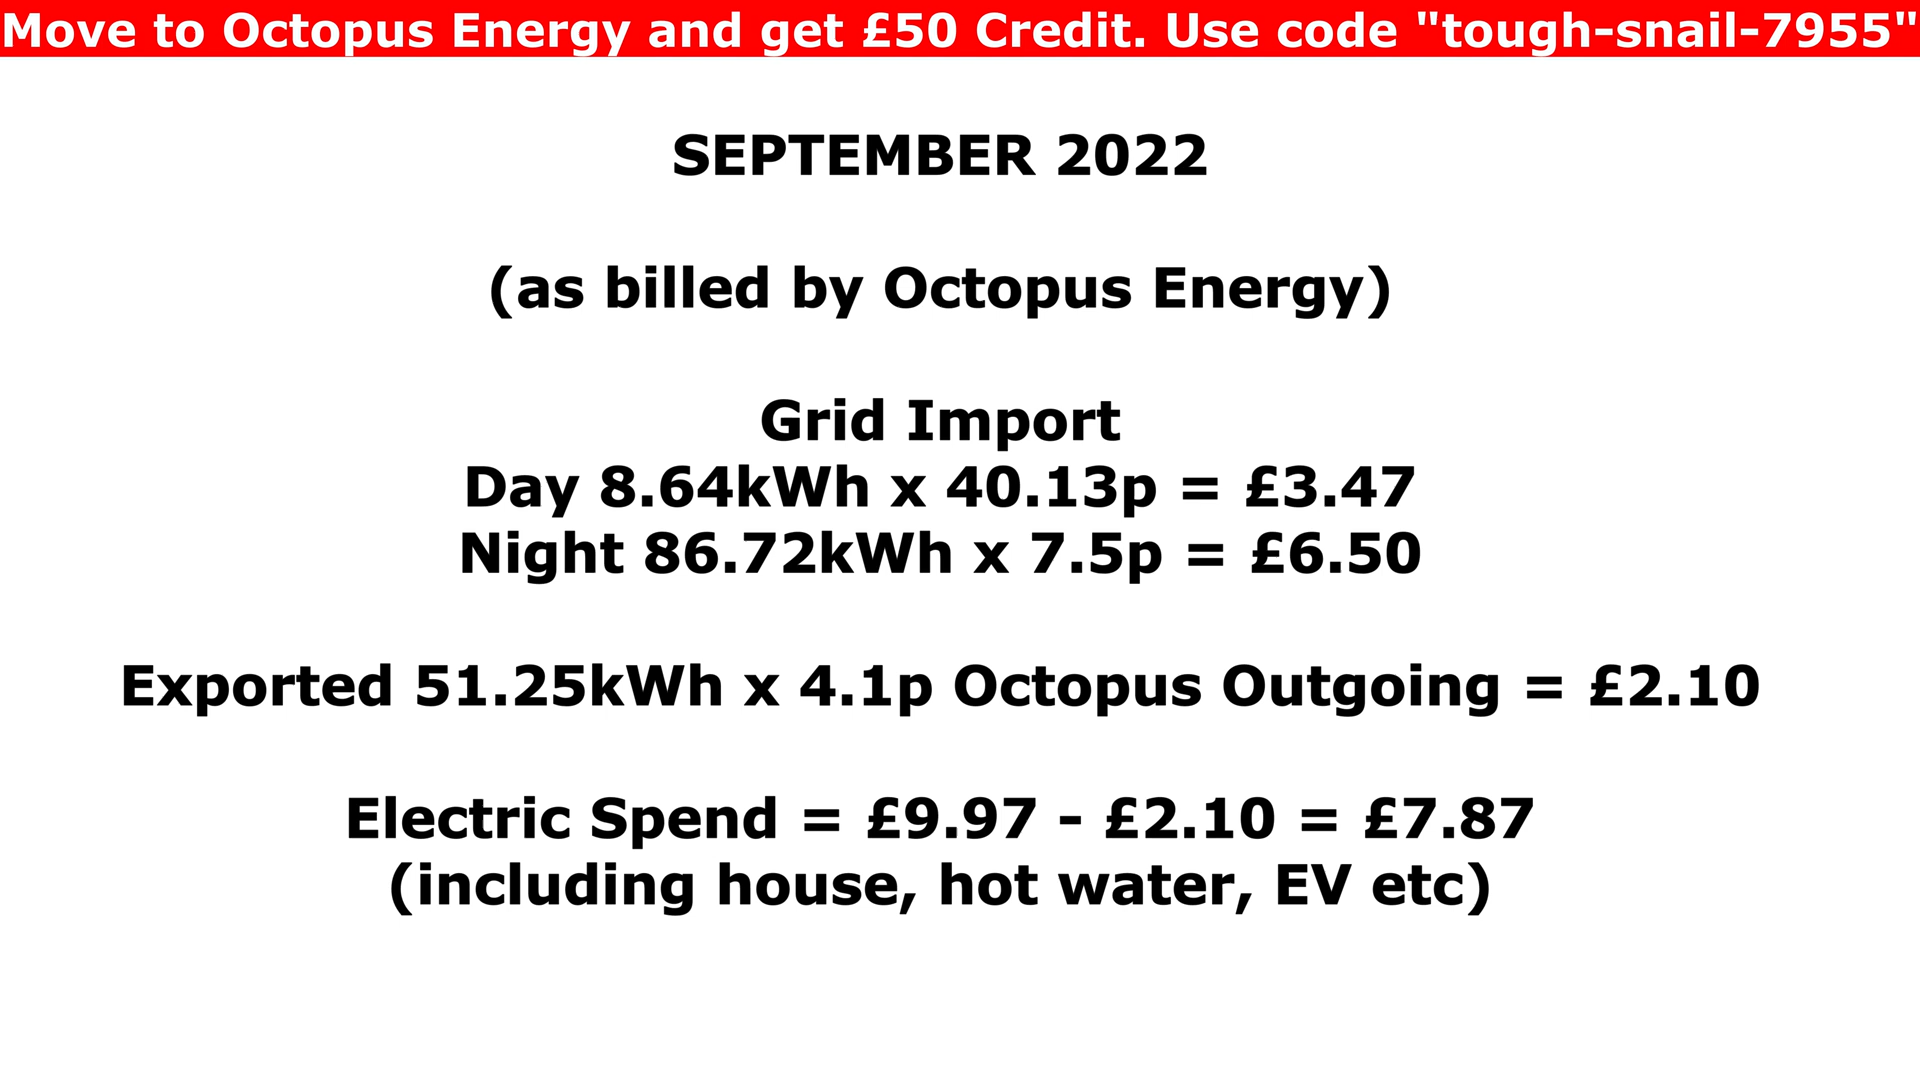 Move to Octopus Energy and get £50 Credit. Use code "tough-snail-7955"
SEPTEMBER 2022
(as billed by Octopus Energy)
Grid Import
Day 8.64kWh x 40.13p = £3.47
Night 86.72kWh x 7.5p = £6.50
Exported 51.25kWh x 4.1p Octopus Outgoing = £2.10
Electric Spend = £9.97 - £2.10 = £7.87
(including house, hot water, EV etc)